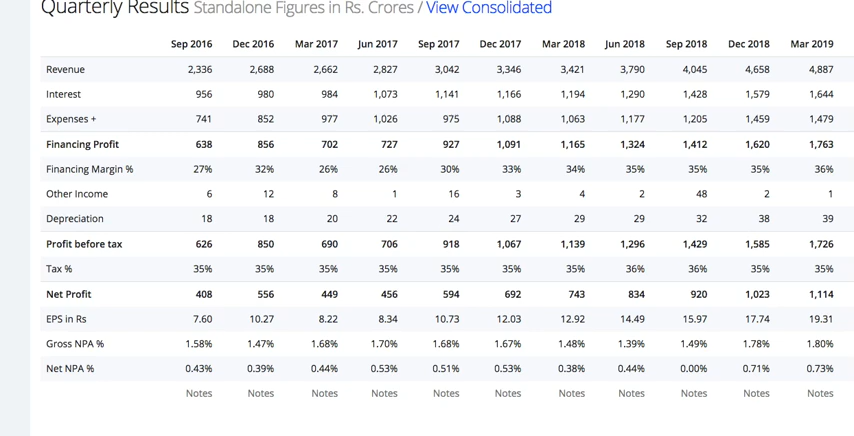 Quarterly Results Standalone Figures in Rs. Crores / View Consolidated
Sep 2016 Dec 2016 Mar 2017 Jun 2017 Sep 2017 Dec 2017 Mar 2018 Jun 2018 Sep 2018 Dec 2018 Mar 2019
Revenue 2,336 2,688 2,662 2,827 3,042 3,346 3,421 3,790 4,045 4,658 4,887
Interest 956 980 984 1,073 1,141 1,166 1,194 1,290 1,428 1,579 1,644
Expenses + 741 852 977 1,026 975 1,088 1,063 1,177 1,205 1,459 1,479
Financing Profit 638 856 702 727 927 1,091 1,165 1,324 1,412 1,620 1,763
Financing Margin % 27% 32% 26% 26% 30% 33% 34% 35% 35% 35% 36%
Other Income 6 12 8 1 16 3 4 2 48 2 1
Depreciation 18 18 20 22 24 27 29 29 32 38 39
Profit before tax 626 850 690 706 918 1,067 1,139 1,296 1,429 1,585 1,726
Tax % 35% 35% 35% 35% 35% 35% 35% 36% 36% 35% 35%
Net Profit 408 556 449 456 594 692 743 834 920 1,023 1,114
EPS in Rs 7.60 10.27 8.22 8.34 10.73 12.03 12.92 14.49 15.97 17.74 19.31
Gross NPA % 1.58% 1.47% 1.68% 1.70% 1.68% 1.67% 1.48% 1.39% 1.49% 1.78% 1.80%
Net NPA % 0.43% 0.39% 0.44% 0.53% 0.51% 0.53% 0.38% 0.44% 0.00% 0.71% 0.73%
Notes Notes Notes Notes Notes Notes Notes Notes Notes Notes Notes